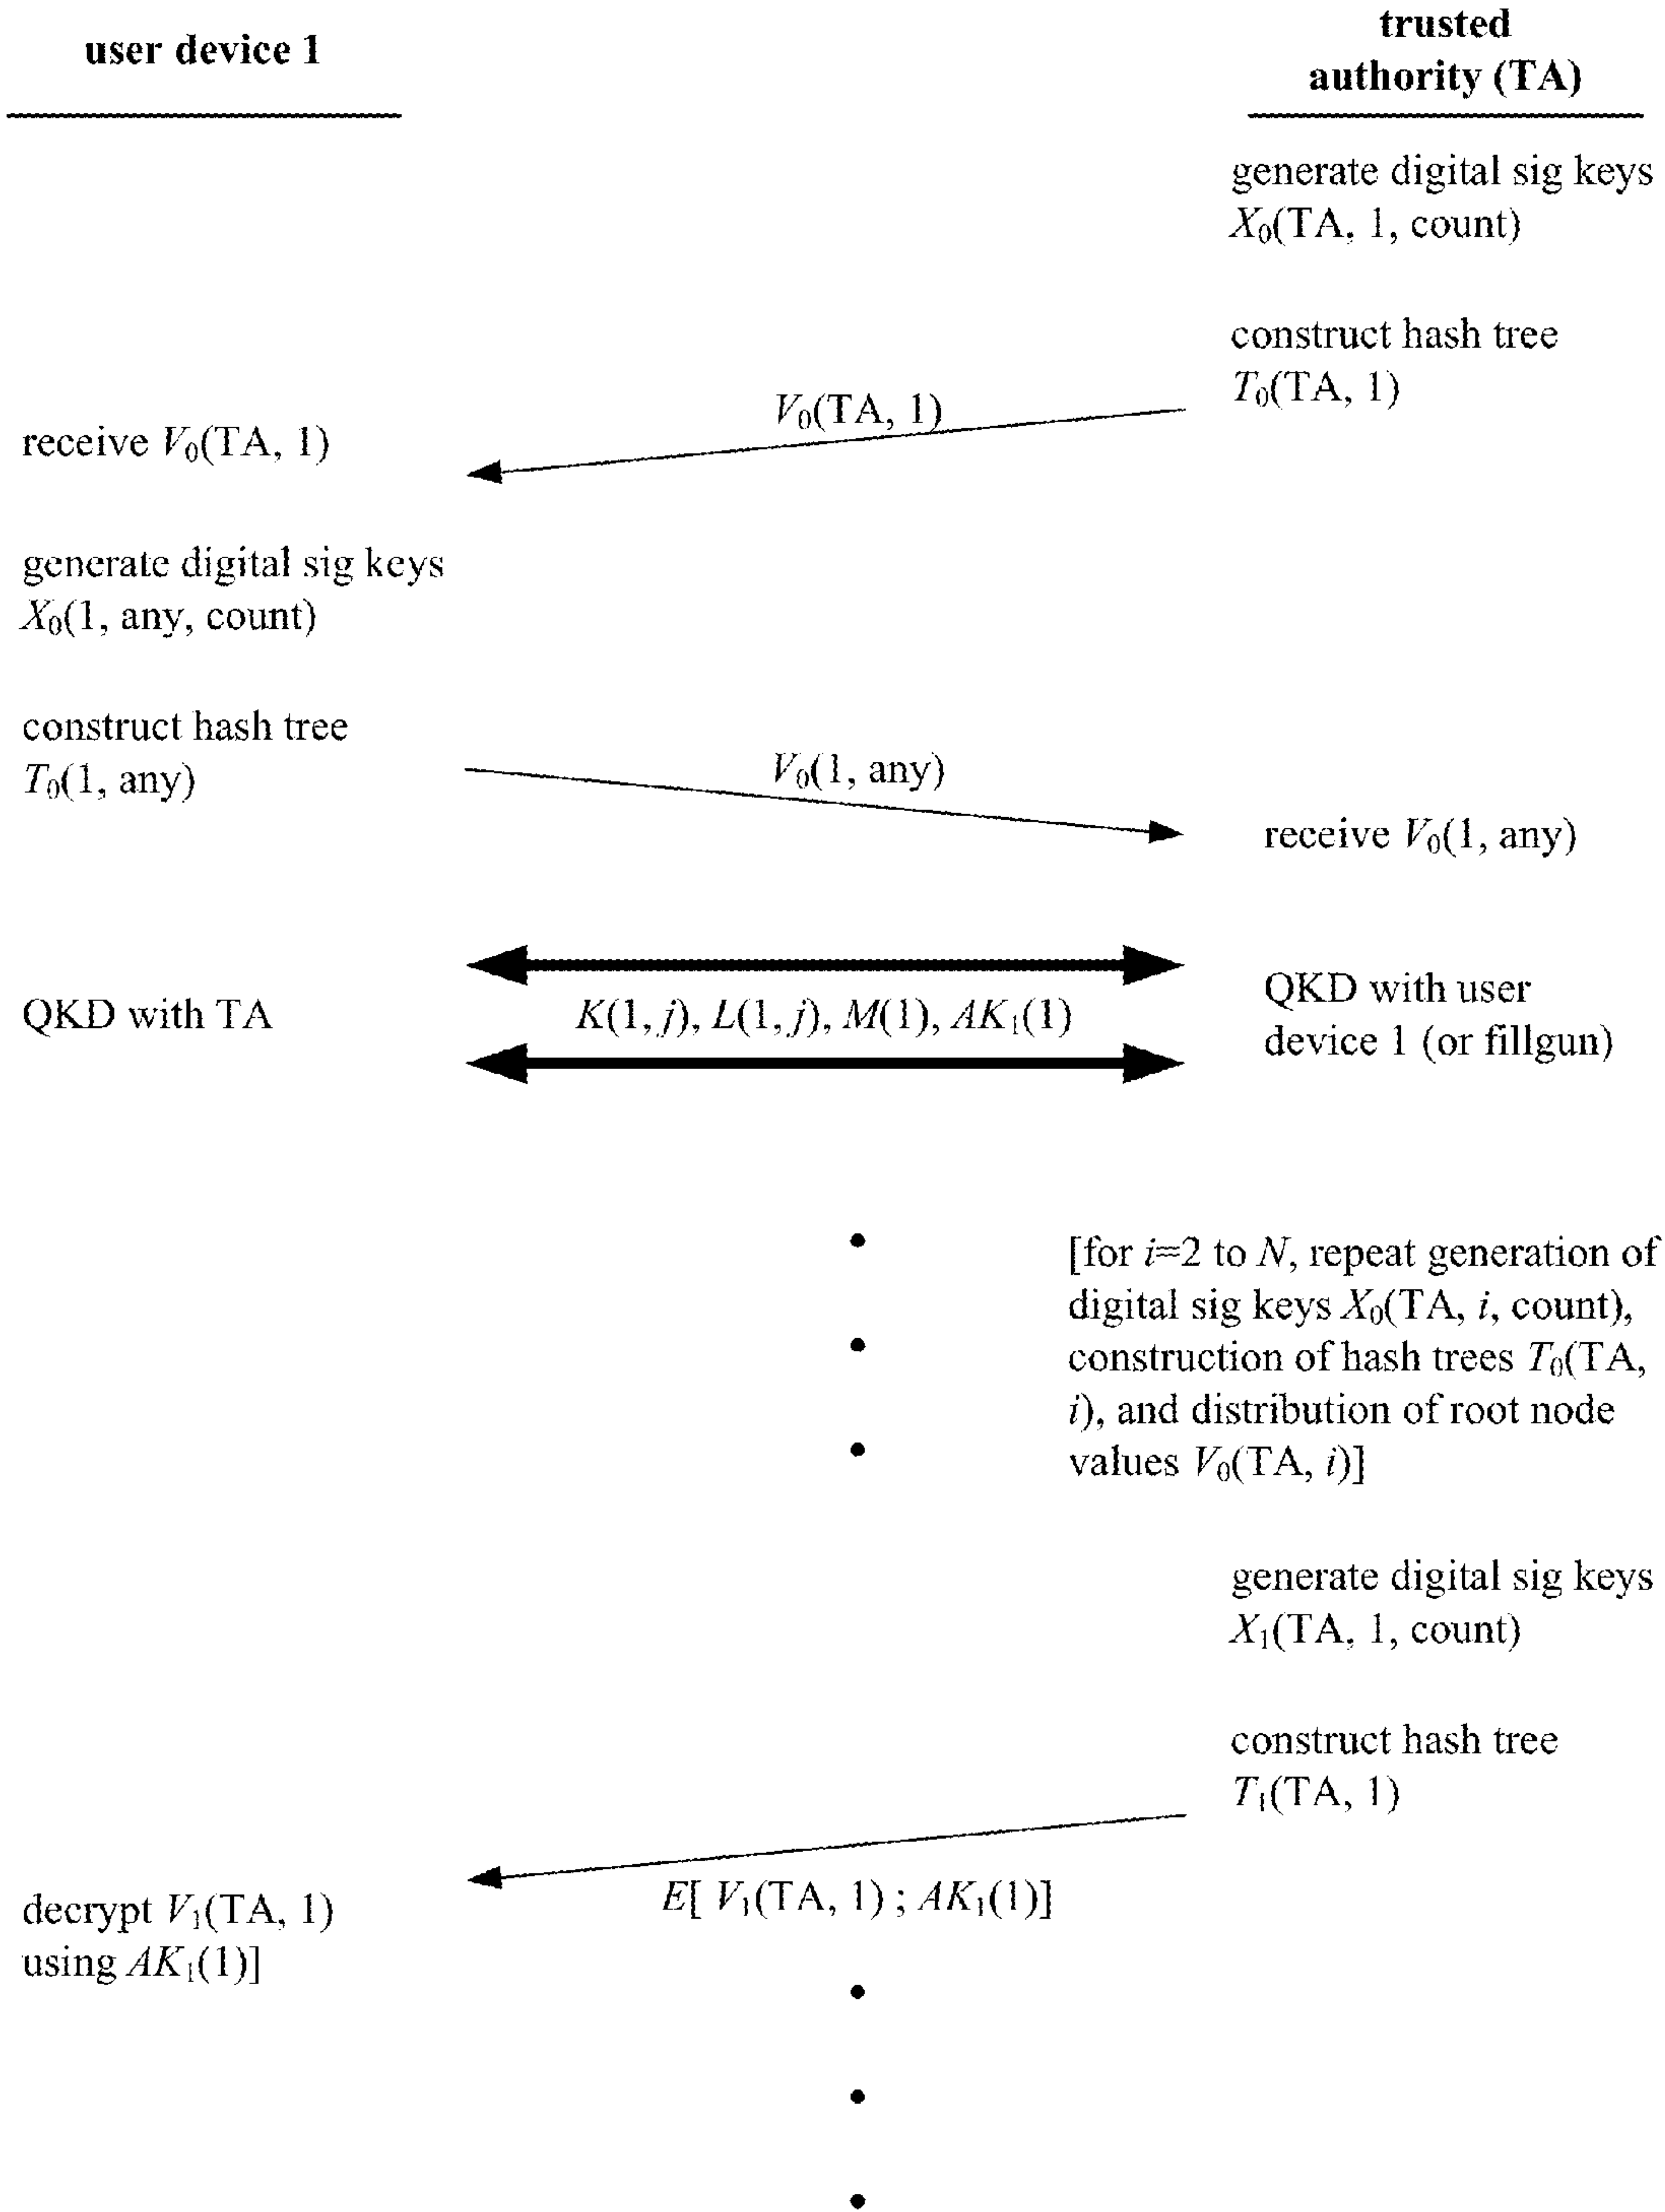 user device 1
trusted
authority (TA)
generate digital sig keys
X₀(TA, 1, count)
construct hash tree
T₀(TA, 1)
V₀(TA, 1)
receive V₀(TA, 1)
generate digital sig keys
X₀(1, any, count)
construct hash tree
T₀(1, any)
V₀(1, any)
receive V₀(1, any)
QKD with TA
K(1, j), L(1, j), M(1), AK₁(1)
QKD with user
device 1 (or fillgun)
[for i=2 to N, repeat generation of
digital sig keys X₀(TA, i, count),
construction of hash trees T₀(TA,
i), and distribution of root node
values V₀(TA, i)]
generate digital sig keys
X₁(TA, 1, count)
construct hash tree
T₁(TA, 1)
E[ V₁(TA, 1) ; AK₁(1)]
decrypt V₁(TA, 1)
using AK₁(1)]